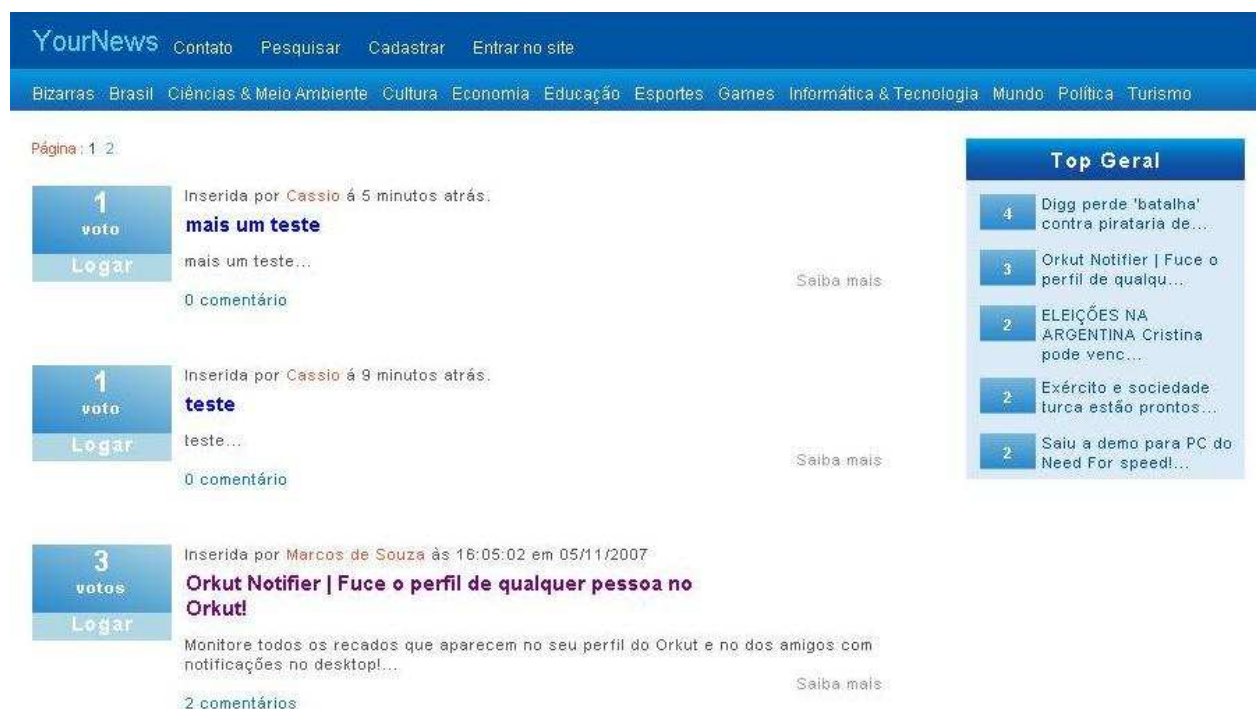 YourNews Contato Pesquisar Cadastrar Entrar no site
Bizarras Brasil Ciências & Meio Ambiente Cultura Economia Educação Esportes Games Informática & Tecnologia Mundo Política Turismo
Página : 1 2
1
voto
Logar
Inserida por Cassio á 5 minutos atrás.
mais um teste
mais um teste...
Saiba mais
0 comentário
1
voto
Logar
Inserida por Cassio á 9 minutos atrás.
teste
teste...
Saiba mais
0 comentário
3
votos
Logar
Inserida por Marcos de Souza às 16:05:02 em 05/11/2007
Orkut Notifier | Fuce o perfil de qualquer pessoa no
Orkut!
Monitore todos os recados que aparecem no seu perfil do Orkut e no dos amigos com
notificações no desktop!...
Saiba mais
2 comentários
Top Geral
4
Digg perde 'batalha'
contra pirataria de...
3
Orkut Notifier | Fuce o
perfil de qualqu...
2
ELEIÇÕES NA
ARGENTINA Cristina
pode venc...
2
Exército e sociedade
turca estão prontos...
2
Saiu a demo para PC do
Need For speed!...